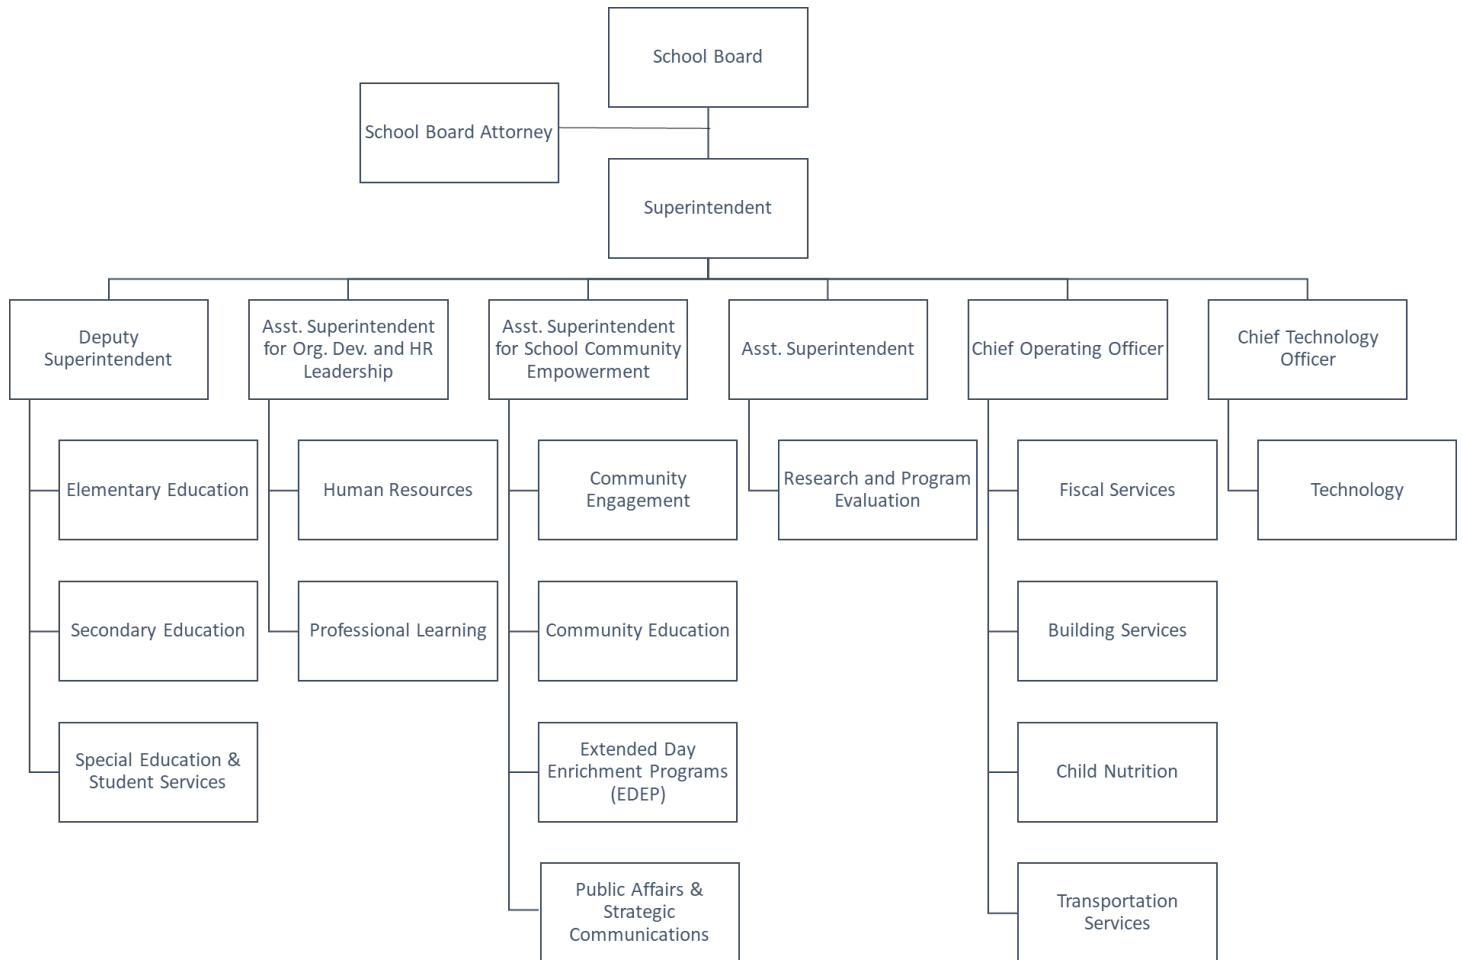 School Board
School Board Attorney
Superintendent
Deputy
Superintendent
Asst. Superintendent
for Org. Dev. and HR
Leadership
Asst. Superintendent
for School Community
Empowerment
Asst. Superintendent
Chief Operating Officer
Chief Technology
Officer
Elementary Education
Human Resources
Community
Engagement
Research and Program
Evaluation
Fiscal Services
Technology
Secondary Education
Professional Learning
Community Education
Building Services
Special Education &
Student Services
Extended Day
Enrichment Programs
(EDEP)
Child Nutrition
Public Affairs &
Strategic
Communications
Transportation
Services